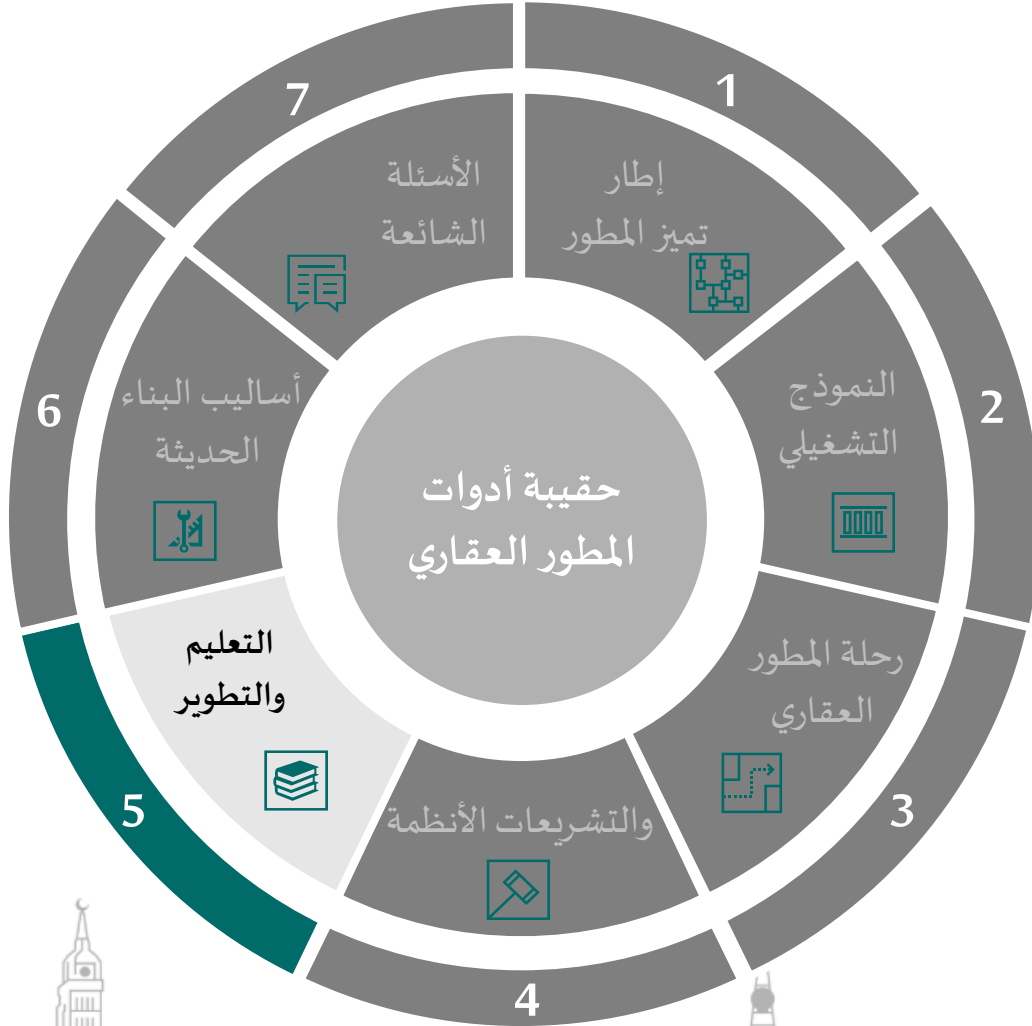 حقيبة أدوات
المطور العقاري
1
إطار
تميز المطور
2
النموذج
التشغيلي
3
رحلة المطور
العقاري
4
والتشريعات الأنظمة
5
التعليم
والتطوير
6
أساليب البناء
الحديثة
7
الأسئلة
الشائعة